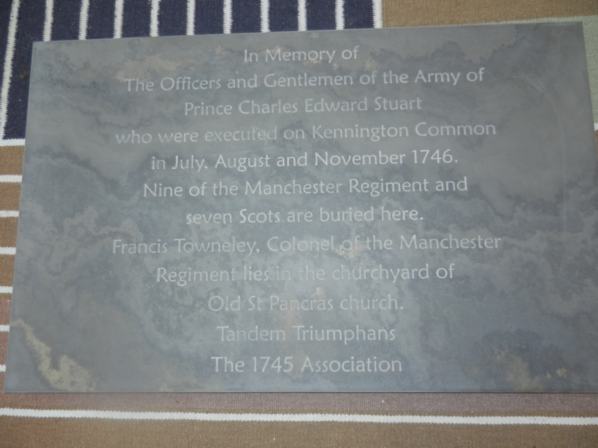 In Memory of
The Officers and Gentlemen of the Army of
Prince Charles Edward Stuart
who were executed on Kennington Common
in July, August and November 1746.
Nine of the Manchester Regiment and
seven Scots are buried here.
Francis Towneley, Colonel of the Manchester
Regiment lies in the churchyard of
Old St Pancras church.
Tandem Triumphans
The 1745 Association